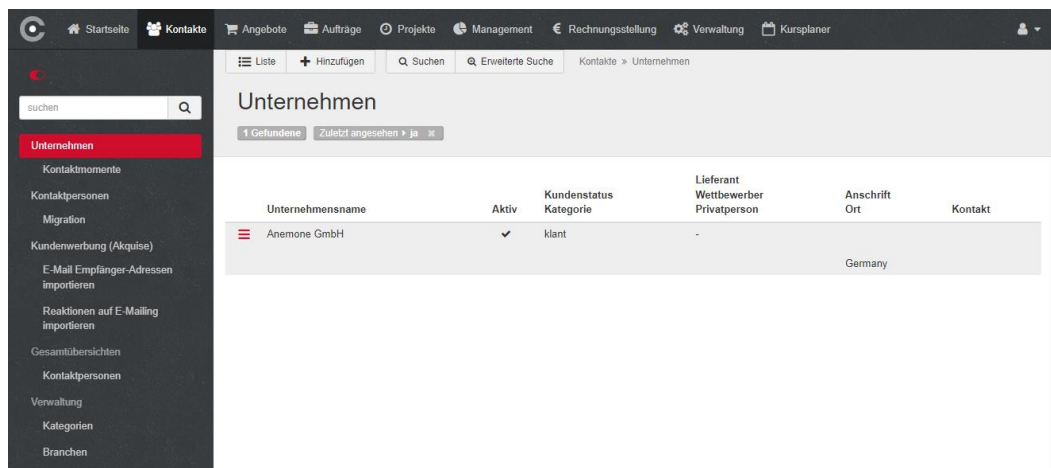 Startseite Kontakte Angebote Aufträge Projekte Management € Rechnungsstellung Verwaltung Kursplaner
Liste Hinzufügen Suchen Erweiterte Suche Kontakte » Unternehmen
suchen
Unternehmen
1 Gefundene Zuletzt angesehen ja
Unternehmen
Kontaktmomente
Kontaktpersonen
Migration
Kundenwerbung (Akquise)
E-Mail Empfänger-Adressen
importieren
Reaktionen auf E-Mailing
importieren
Gesamtübersichten
Kontaktpersonen
Verwaltung
Kategorien
Branchen
Lieferant
Kundenstatus Wettbewerber Anschrift
Unternehmensname Aktiv Kategorie Privatperson Ort Kontakt
Anemone GmbH klant -
Germany